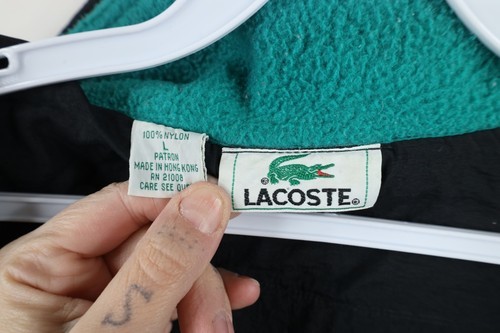 100% NYLON
L
PATRON
MADE IN HONG KONG
RN 21008
CARE SEE
LACOSTE
S